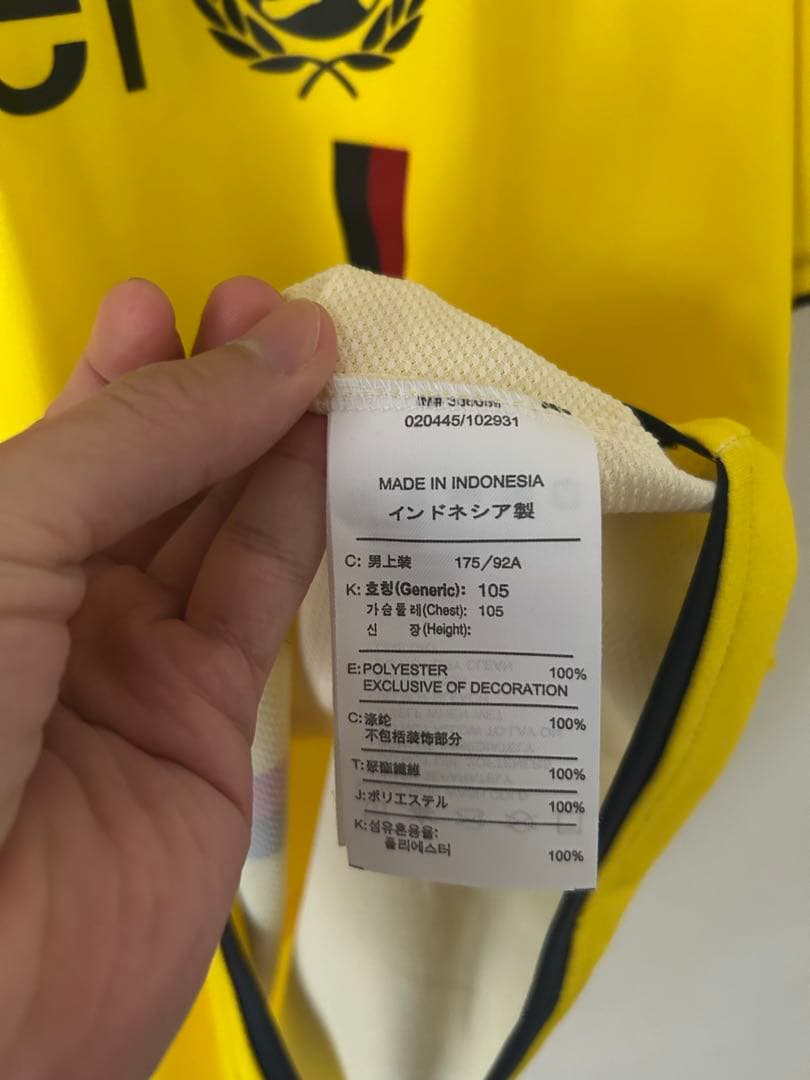 020445/102931
MADE IN INDONESIA
インドネシア製
C: 男上装 175/92A
K: 호칭(Generic): 105
가슴둘레(Chest): 105
신 장(Height):
E: POLYESTER 100%
EXCLUSIVE OF DECORATION
C: 涤纶 100%
不包括装饰部分
T: 聚酯纖維 100%
J: ポリエステル 100%
K: 섬유혼용율:
폴리에스터 100%